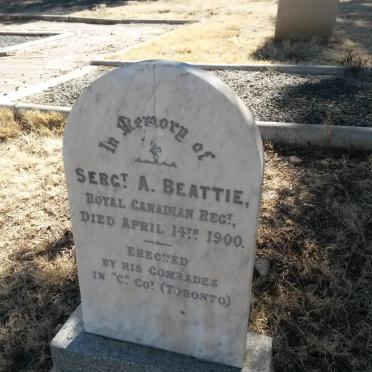 In Memory of
SERGT. A. BEATTIE,
ROYAL CANADIAN REGT,
DIED APRIL 14TH 1900.
ERECTED
BY HIS COMRADES
IN "C" COY (TORONTO)